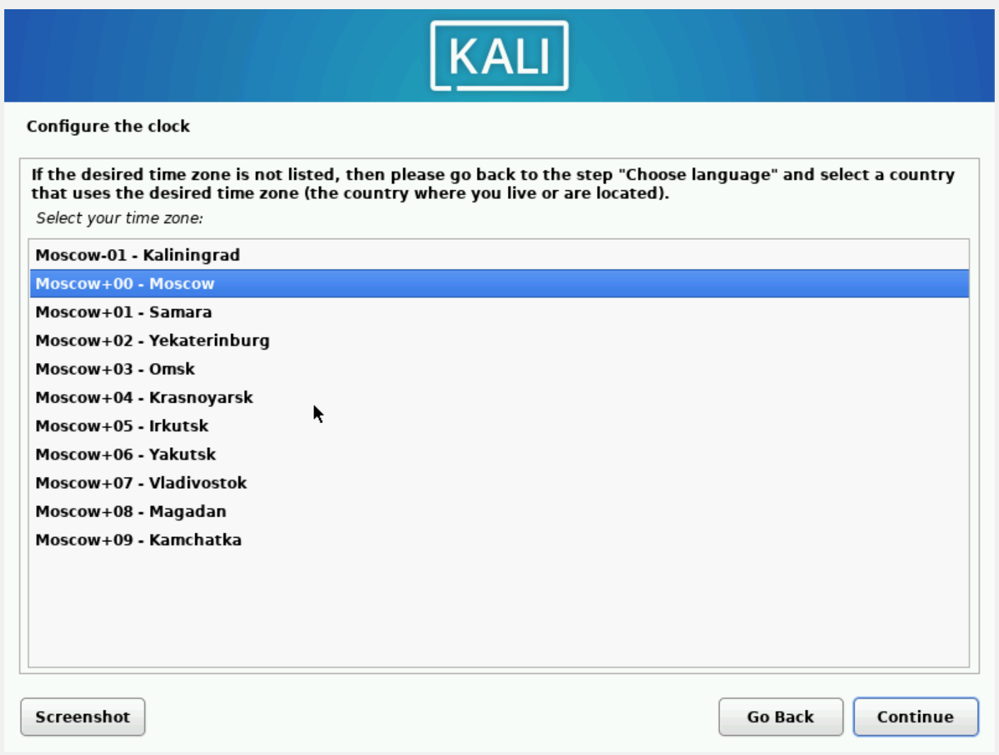 KALI
Configure the clock
If the desired time zone is not listed, then please go back to the step "Choose language" and select a country
that uses the desired time zone (the country where you live or are located).
Select your time zone:
Moscow-01 - Kaliningrad
Moscow+00 - Moscow
Moscow+01 - Samara
Moscow+02 - Yekaterinburg
Moscow+03 - Omsk
Moscow+04 - Krasnoyarsk
Moscow+05 - Irkutsk
Moscow+06 - Yakutsk
Moscow+07 - Vladivostok
Moscow+08 - Magadan
Moscow+09 - Kamchatka
Screenshot
Go Back
Continue